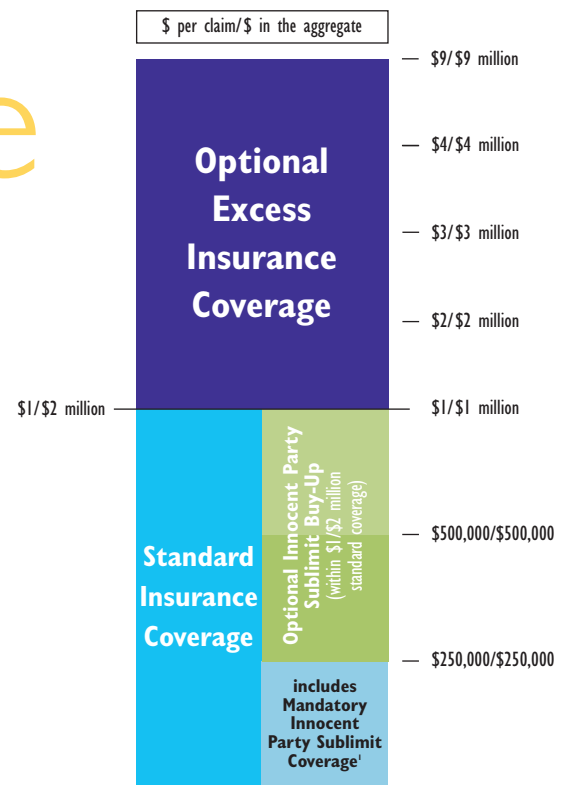 $ per claim/$ in the aggregate
e
$9/$9 million
$4/$4 million
$3/$3 million
$2/$2 million
Optional
Excess
Insurance
Coverage
$1/$2 million
$1/$1 million
Optional Innocent Party
Sublimit Buy-Up
(within $1/$2 million
standard coverage)
$500,000/$500,000
Standard
Insurance
Coverage
$250,000/$250,000
includes
Mandatory
Innocent
Party Sublimit
Coverage¹